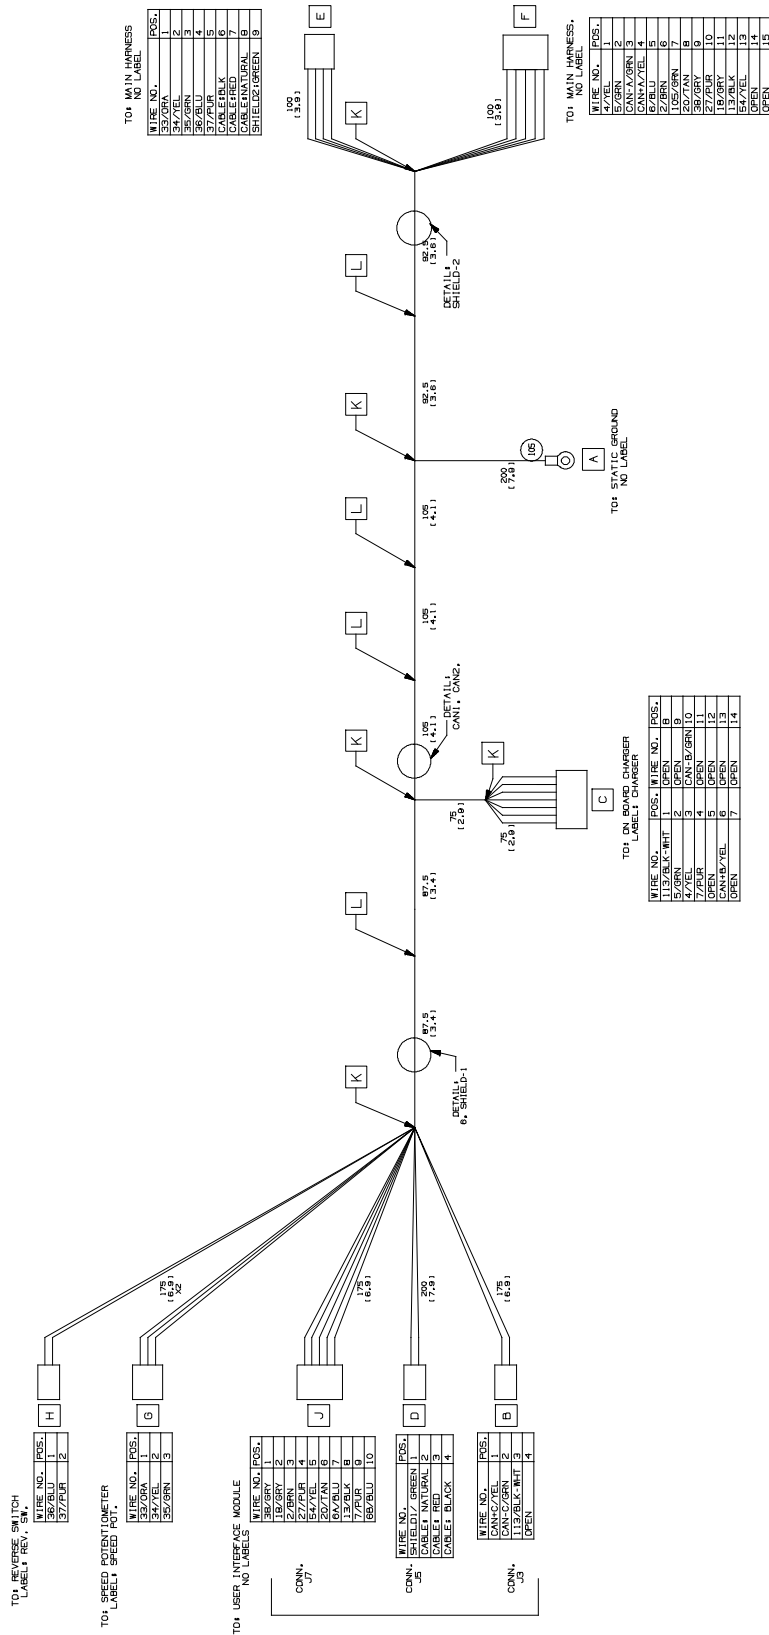 TO: REVERSE SWITCH
LABEL: REV. SW.
WIRE NO. POS.
36/BLU 1
37/PUR 2
H
TO: SPEED POTENTIOMETER
LABEL: SPEED POT.
WIRE NO. POS.
33/ORA 1
34/YEL 2
35/GRN 3
G
175
[6.9]
X2
TO: USER INTERFACE MODULE
NO LABELS
CONN.
J7
WIRE NO. POS.
38/GRY 1
18/GRY 2
2/BRN 3
27/PUR 4
54/YEL 5
20/TAN 6
6A/BLU 7
13/BLK 8
7/PUR 9
6B/BLU 10
J
175
[6.9]
CONN.
J5
WIRE NO. POS.
SHIELD1/ GREEN 1
CABLE: NATURAL 2
CABLE: RED 3
CABLE: BLACK 4
D
200
[7.9]
CONN.
J3
WIRE NO. POS.
CAN+C/YEL 1
CAN-C/GRN 2
113/BLK-WHT 3
OPEN 4
B
175
[6.9]
K
DETAIL:
6. SHIELD-1
87.5
[3.4]
L
87.5
[3.4]
K
75
[2.9]
K
75
[2.9]
C
TO: ON BOARD CHARGER
LABEL: CHARGER
WIRE NO. POS. WIRE NO. POS.
113/BLK-WHT 1 OPEN 8
5/GRN 2 OPEN 9
4/YEL 3 CAN-B/GRN 10
7/PUR 4 OPEN 11
OPEN 5 OPEN 12
CAN+B/YEL 6 OPEN 13
OPEN 7 OPEN 14
105
[4.1]
DETAIL:
CAN1. CAN2.
L
105
[4.1]
L
105
[4.1]
K
200
[7.9]
105
A
TO: STATIC GROUND
NO LABEL
92.5
[3.6]
L
92.5
[3.6]
DETAIL:
SHIELD-2
K
100
[3.9]
E
TO: MAIN HARNESS
NO LABEL
WIRE NO. POS.
33/ORA 1
34/YEL 2
35/GRN 3
36/BLU 4
37/PUR 5
CABLE:BLK 6
CABLE:RED 7
CABLE:NATURAL 8
SHIELD2:GREEN 9
100
[3.9]
F
TO: MAIN HARNESS.
NO LABEL
WIRE NO. POS.
4/YEL 1
5/GRN 2
CAN-A/GRN 3
CAN+A/YEL 4
6/BLU 5
2/BRN 6
105/GRN 7
20/TAN 8
38/GRY 9
27/PUR 10
18/GRY 11
13/BLK 12
54/YEL 13
OPEN 14
OPEN 15